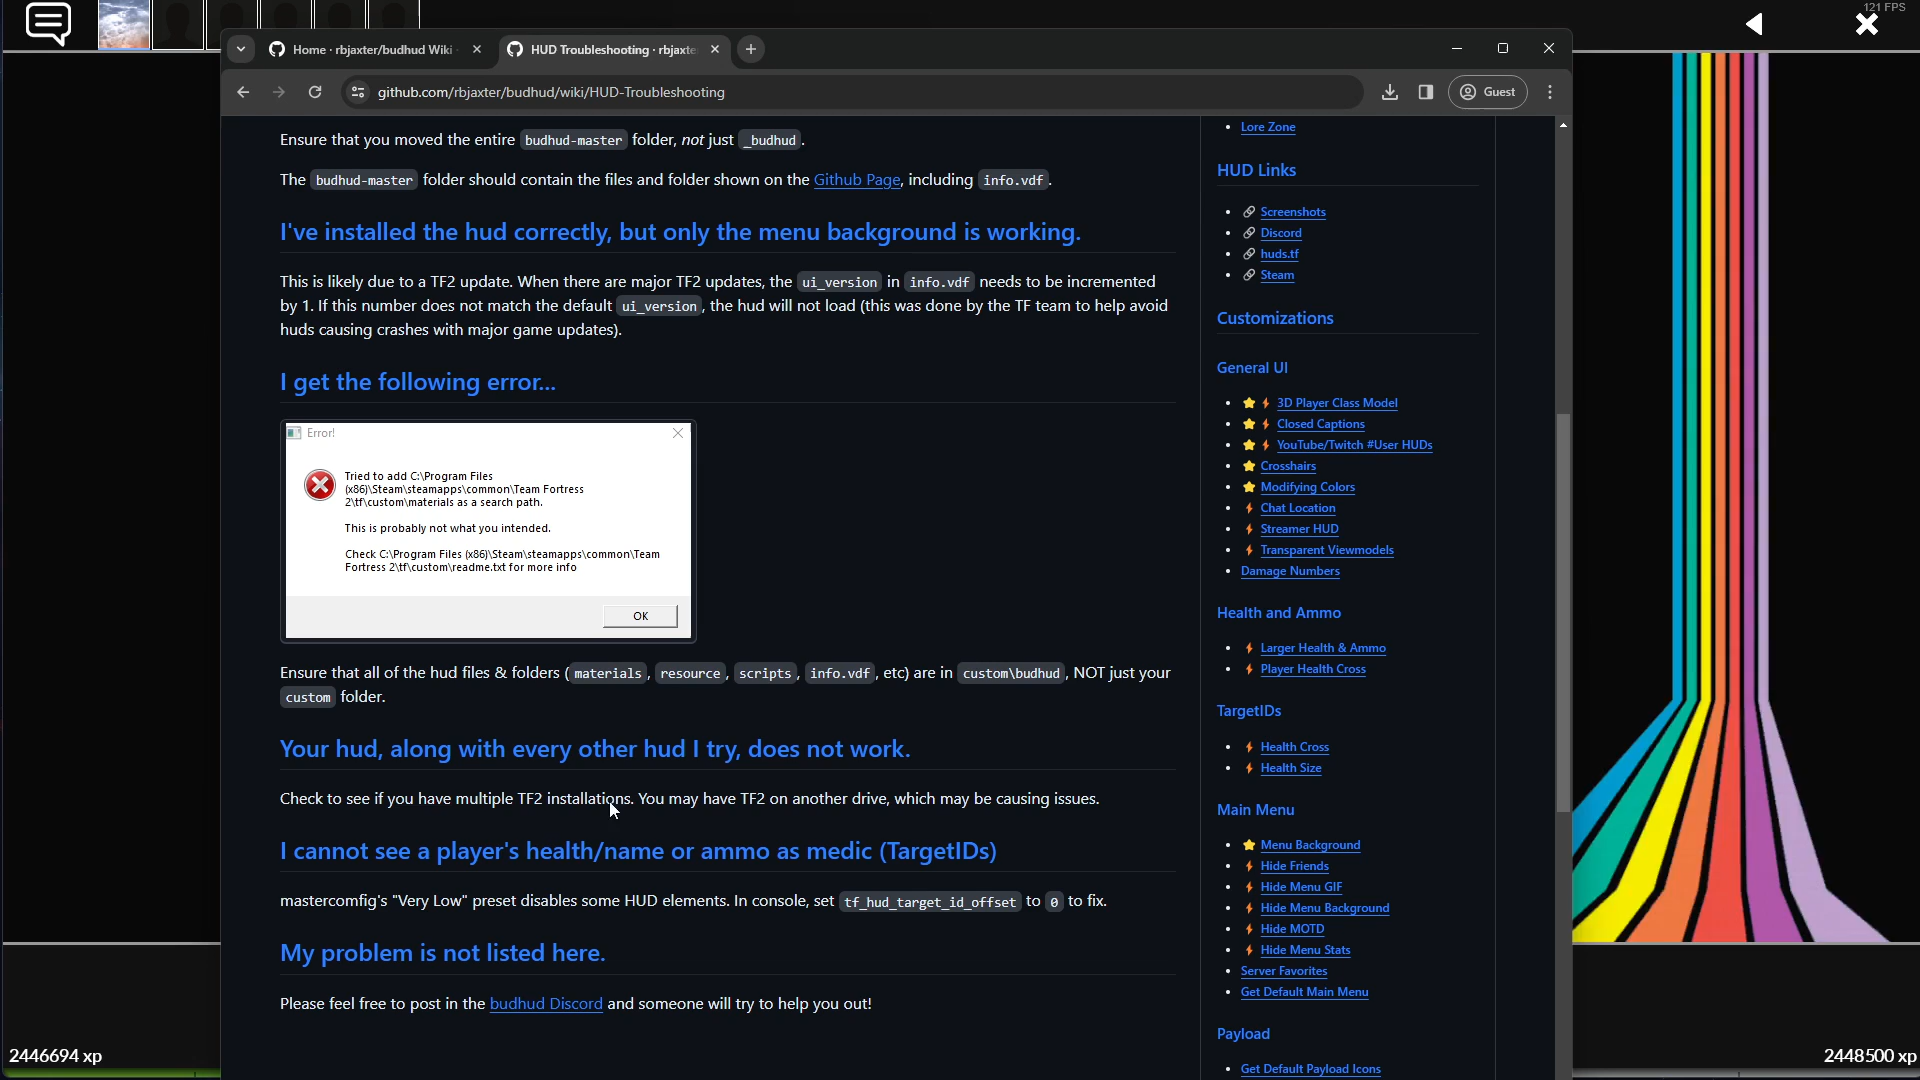 121 FPS
Home · rbjaxter/budhud Wiki ·
HUD Troubleshooting · rbjaxte
github.com/rbjaxter/budhud/wiki/HUD-Troubleshooting
Guest
Ensure that you moved the entire budhud-master folder, not just _budhud.
The budhud-master folder should contain the files and folder shown on the Github Page, including info.vdf.
I've installed the hud correctly, but only the menu background is working.
This is likely due to a TF2 update. When there are major TF2 updates, the ui_version in info.vdf needs to be incremented
by 1. If this number does not match the default ui_version, the hud will not load (this was done by the TF team to help avoid
huds causing crashes with major game updates).
I get the following error...
Error!
Tried to add C:\Program Files
(x86)\Steam\steamapps\common\Team Fortress
2\tf\custom\materials as a search path.
This is probably not what you intended.
Check C:\Program Files (x86)\Steam\steamapps\common\Team
Fortress 2\tf\custom\readme.txt for more info
OK
Ensure that all of the hud files & folders (materials, resource, scripts, info.vdf, etc) are in custom\budhud, NOT just your
custom folder.
Your hud, along with every other hud I try, does not work.
Check to see if you have multiple TF2 installations. You may have TF2 on another drive, which may be causing issues.
I cannot see a player's health/name or ammo as medic (TargetIDs)
mastercomfig's "Very Low" preset disables some HUD elements. In console, set tf_hud_target_id_offset to 0 to fix.
My problem is not listed here.
Please feel free to post in the budhud Discord and someone will try to help you out!
Lore Zone
HUD Links
Screenshots
Discord
huds.tf
Steam
Customizations
General UI
3D Player Class Model
Closed Captions
YouTube/Twitch #User HUDs
Crosshairs
Modifying Colors
Chat Location
Streamer HUD
Transparent Viewmodels
Damage Numbers
Health and Ammo
Larger Health & Ammo
Player Health Cross
TargetIDs
Health Cross
Health Size
Main Menu
Menu Background
Hide Friends
Hide Menu GIF
Hide Menu Background
Hide MOTD
Hide Menu Stats
Server Favorites
Get Default Main Menu
Payload
Get Default Payload Icons
2446694 xp
2448500 xp